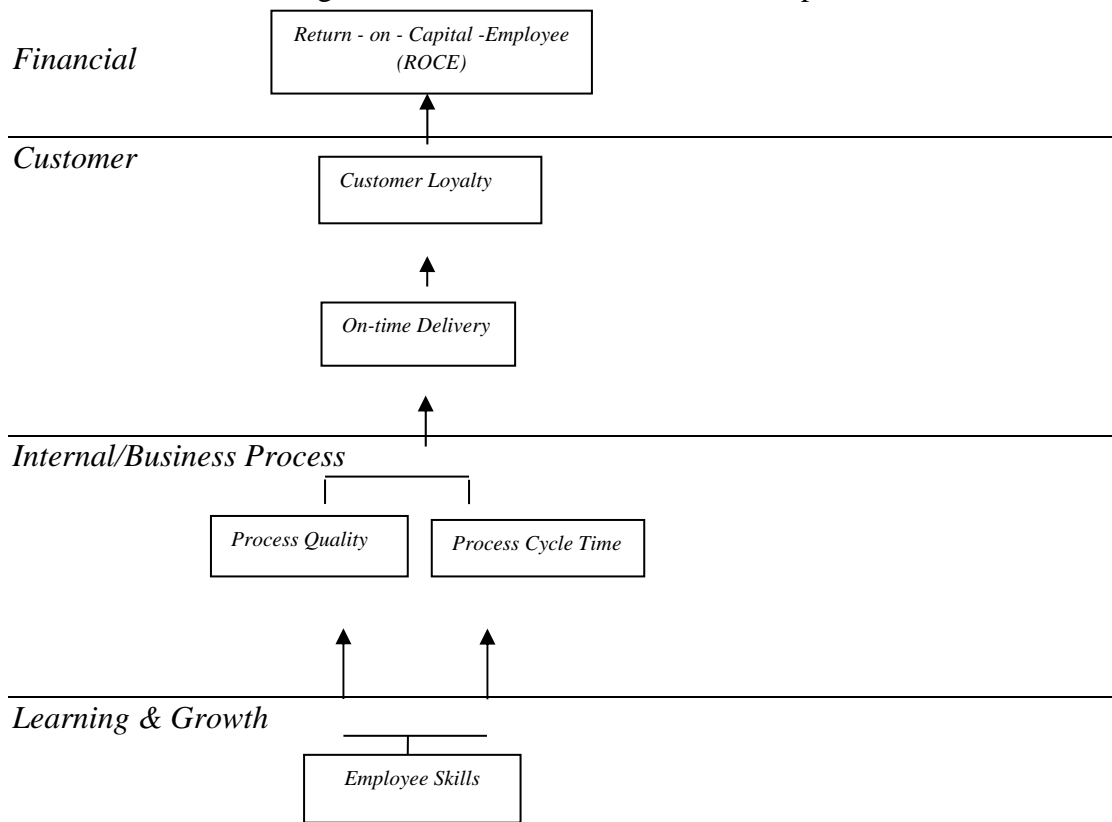 Financial
Return - on - Capital -Employee
(ROCE)
Customer
Customer Loyalty
On-time Delivery
Internal/Business Process
Process Quality
Process Cycle Time
Learning & Growth
Employee Skills